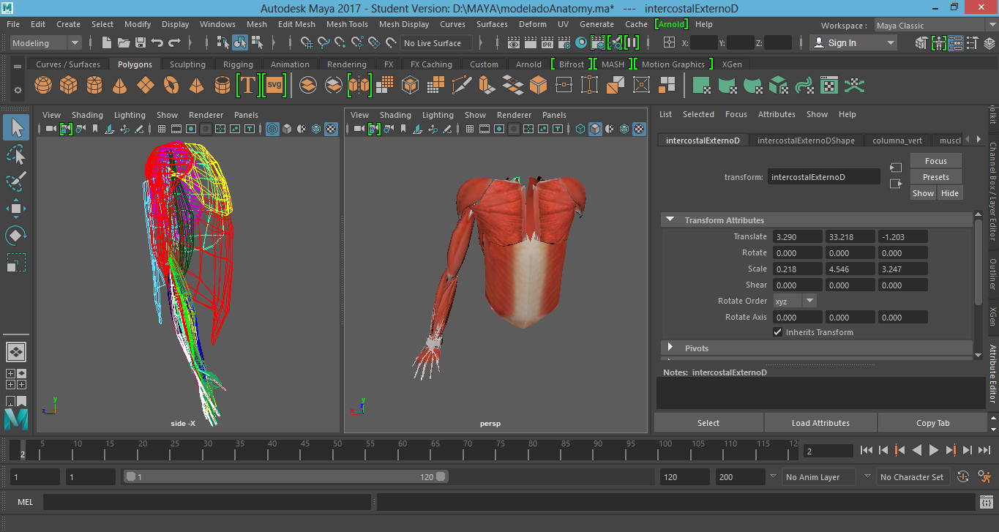 Autodesk Maya 2017 - Student Version: D:\MAYA\modeladoAnatomy.ma* --- intercostalExternoD
File Edit Create Select Modify Display Windows Mesh Edit Mesh Mesh Tools Mesh Display Curves Surfaces Deform UV Generate Cache [Arnold] Help Workspace : Maya Classic
Modeling No Live Surface IPR X: Y: Z: Sign In
Curves / Surfaces Polygons Sculpting Rigging Animation Rendering FX FX Caching Custom Arnold Bifrost MASH Motion Graphics XGen
T svg
View Shading Lighting Show Renderer Panels
View Shading Lighting Show Renderer Panels
List Selected Focus Attributes Show Help
intercostalExternoD intercostalExternoDShape columna_vert muscl
transform: intercostalExternoD
Focus
Presets
Show Hide
Transform Attributes
Translate 3.290 33.218 -1.203
Rotate 0.000 0.000 0.000
Scale 0.218 4.546 3.247
Shear 0.000 0.000 0.000
Rotate Order xyz
Rotate Axis 0.000 0.000 0.000
Inherits Transform
Pivots
Notes: intercostalExternoD
Select Load Attributes Copy Tab
Channel Box / Layer Editor
Outliner
XGen
Attribute Editor
y
z
side -X
y
z
x
persp
2 5 10 15 20 25 30 35 40 45 50 55 60 65 70 75 80 85 90 95 100 105 110 115 12
2
1 1 1 120 120 200 No Anim Layer No Character Set
MEL